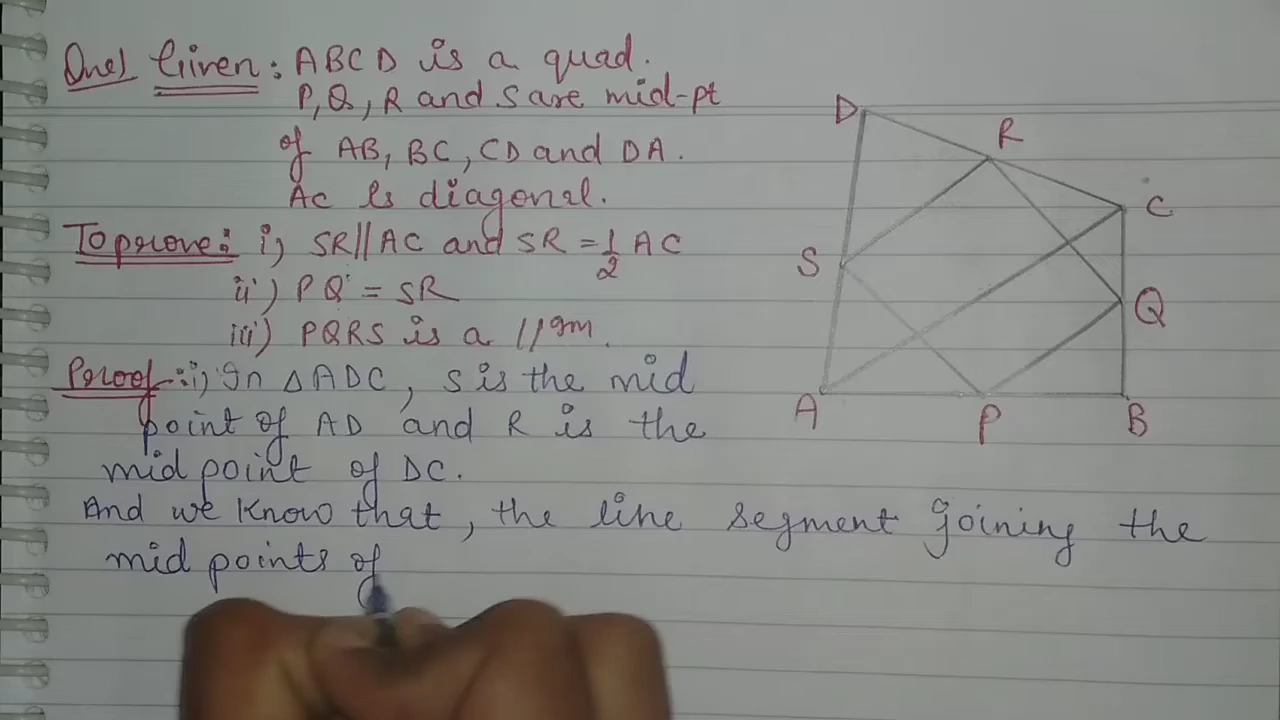 Que1 Given: ABCD is a quad.
P, Q, R and S are mid-pt
of AB, BC, CD and DA.
AC is diagonal.
To prove: i) SR || AC and SR = 1/2 AC
ii) PQ = SR
iii) PQRS is a ||gm.
Proof :- i) In △ADC, S is the mid
point of AD and R is the
mid point of DC.
And we know that, the line segment joining the
mid points of
D
R
C
S
Q
A
P
B